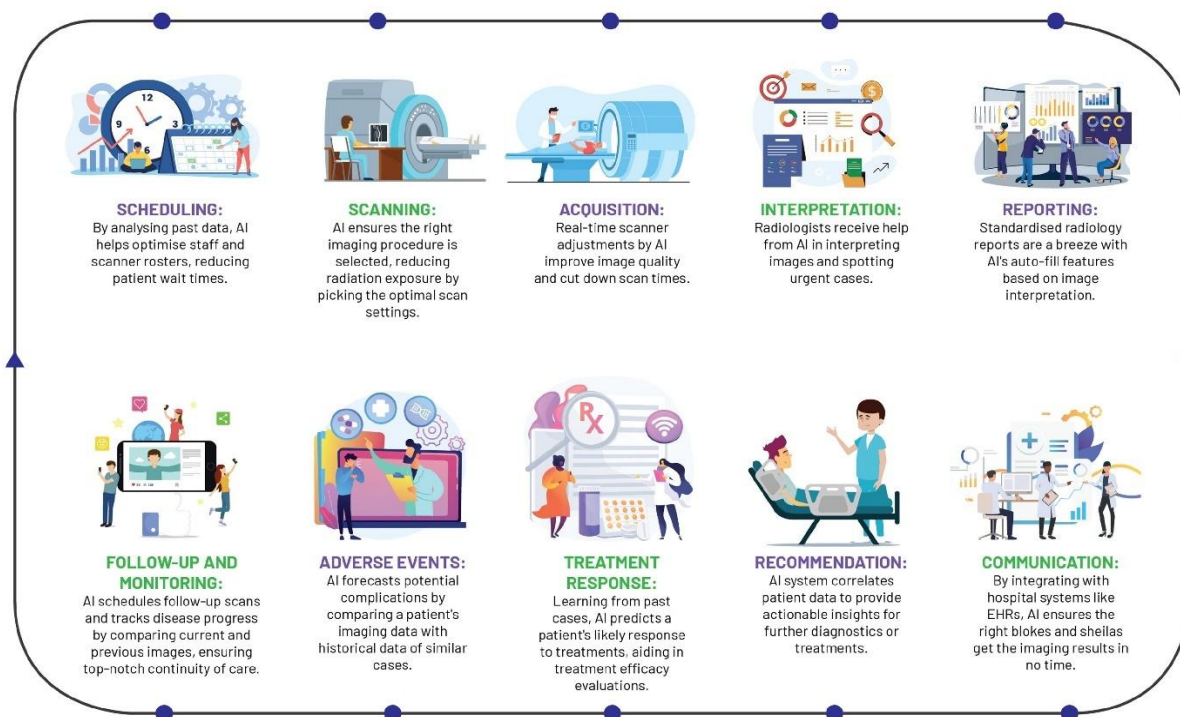 12
9
3
6
$
SCHEDULING:
By analysing past data, AI
helps optimise staff and
scanner rosters, reducing
patient wait times.
SCANNING:
AI ensures the right
imaging procedure is
selected, reducing
radiation exposure by
picking the optimal scan
settings.
ACQUISITION:
Real-time scanner
adjustments by AI
improve image quality
and cut down scan times.
INTERPRETATION:
Radiologists receive help
from AI in interpreting
images and spotting
urgent cases.
REPORTING:
Standardised radiology
reports are a breeze with
AI's auto-fill features
based on image
interpretation.
Rx
FOLLOW-UP AND
MONITORING:
AI schedules follow-up scans
and tracks disease progress
by comparing current and
previous images, ensuring
top-notch continuity of care.
ADVERSE EVENTS:
AI forecasts potential
complications by
comparing a patient's
imaging data with
historical data of similar
cases.
TREATMENT
RESPONSE:
Learning from past
cases, AI predicts a
patient's likely response
to treatments, aiding in
treatment efficacy
evaluations.
RECOMMENDATION:
AI system correlates
patient data to provide
actionable insights for
further diagnostics or
treatments.
COMMUNICATION:
By integrating with
hospital systems like
EHRs, AI ensures the
right blokes and sheilas
get the imaging results in
no time.